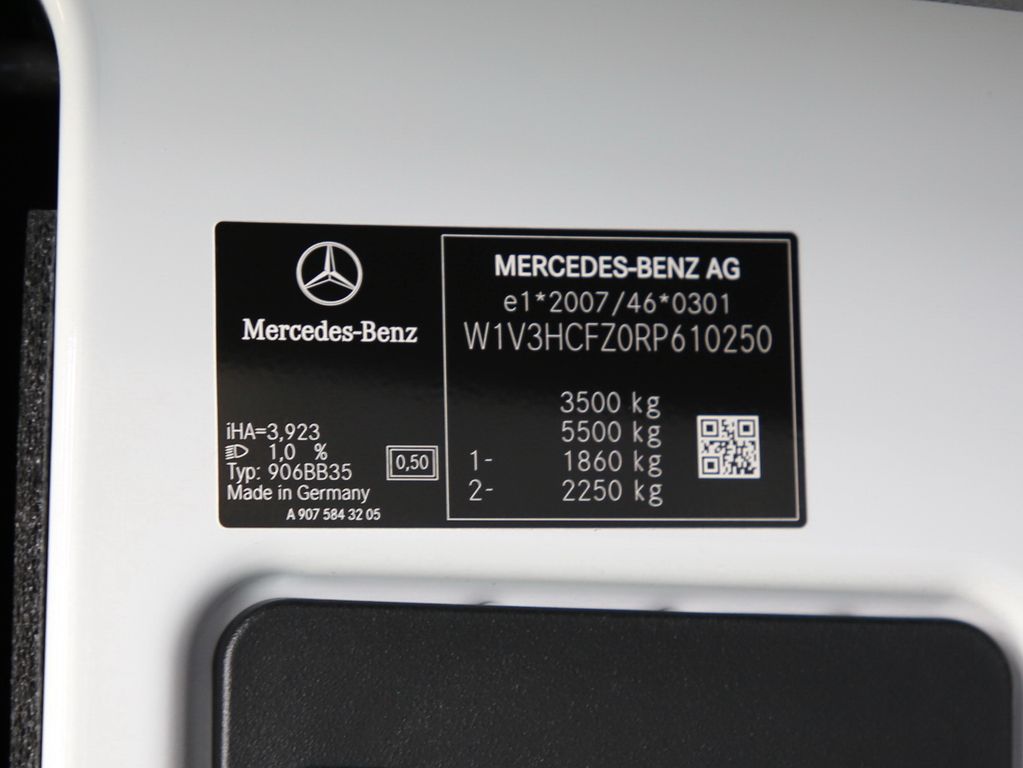 Mercedes-Benz
iHA=3,923
1,0 %
Typ: 906BB35
Made in Germany
A 907 584 32 05
0,50
MERCEDES-BENZ AG
e1*2007/46*0301
W1V3HCFZ0RP610250
3500 kg
5500 kg
1- 1860 kg
2- 2250 kg